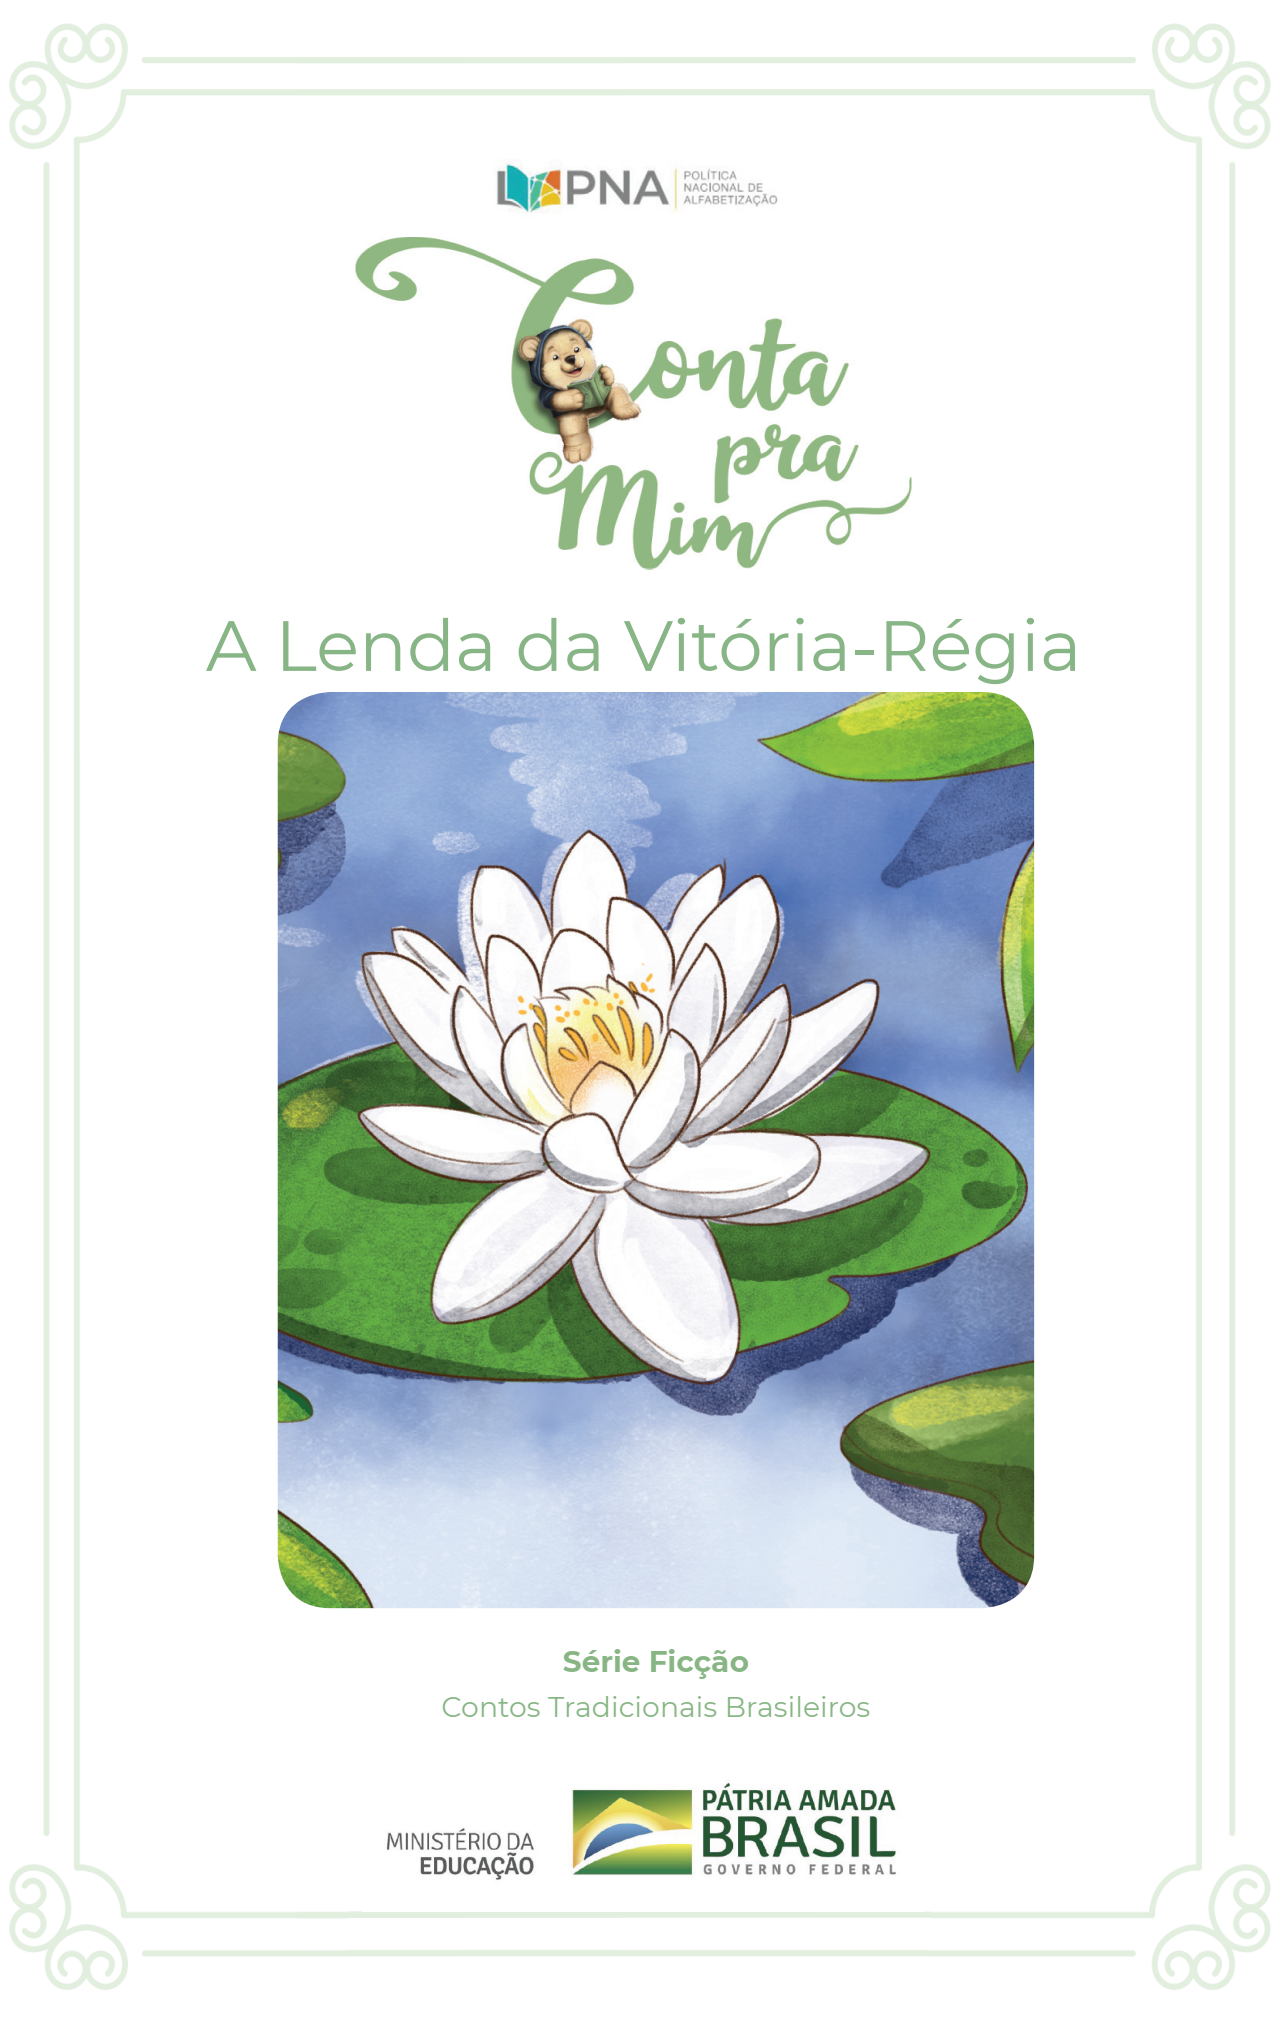 PNA
POLÍTICA
NACIONAL DE
ALFABETIZAÇÃO
Conta
pra
Mim
A Lenda da Vitória-Régia
Série Ficção
Contos Tradicionais Brasileiros
MINISTÉRIO DA
EDUCAÇÃO
PÁTRIA AMADA
BRASIL
GOVERNO FEDERAL